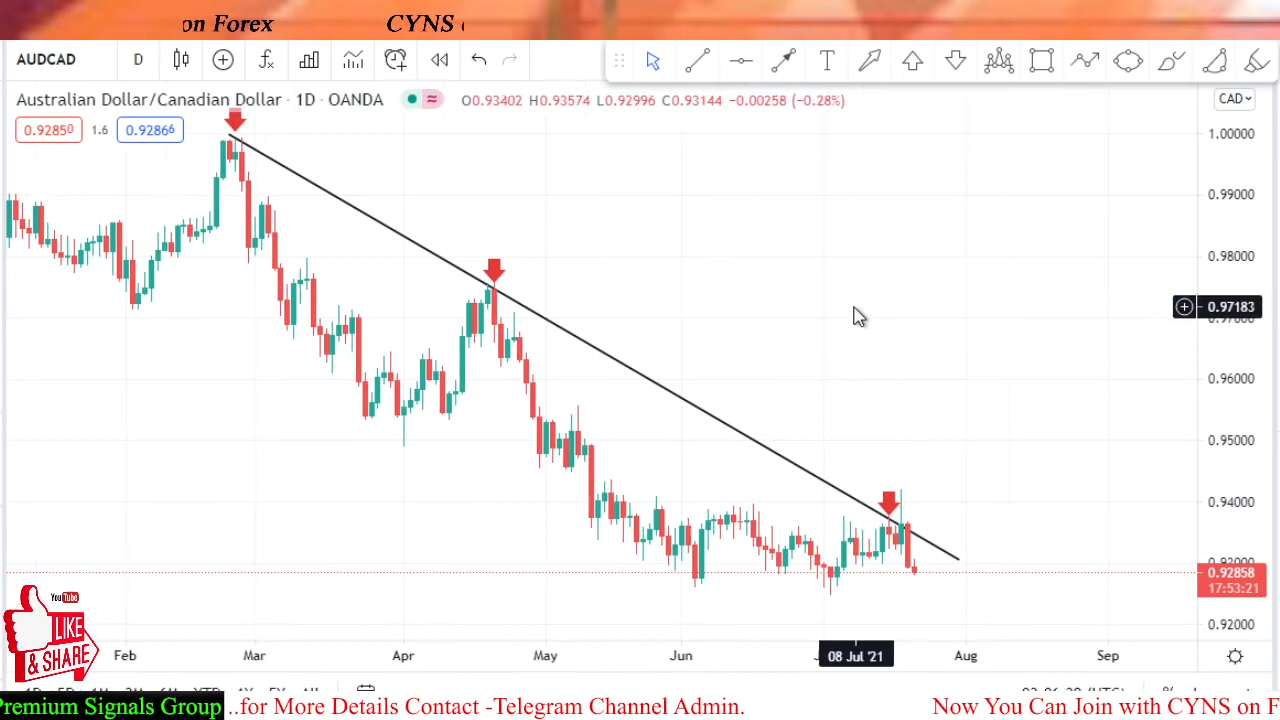 on Forex CYNS
AUDCAD D
Australian Dollar/Canadian Dollar · 1D · OANDA O0.93402 H0.93574 L0.92996 C0.93144 −0.00258 (−0.28%)
CAD
0.92850 1.6 0.92866
1.00000
0.99000
0.98000
0.97183
0.97000
0.96000
0.95000
0.94000
0.92858
17:53:21
0.92000
YouTube
LIKE
& SHARE
Feb Mar Apr May Jun 08 Jul '21 Aug Sep
Premium Signals Group ..for More Details Contact -Telegram Channel Admin. Now You Can Join with CYNS on F